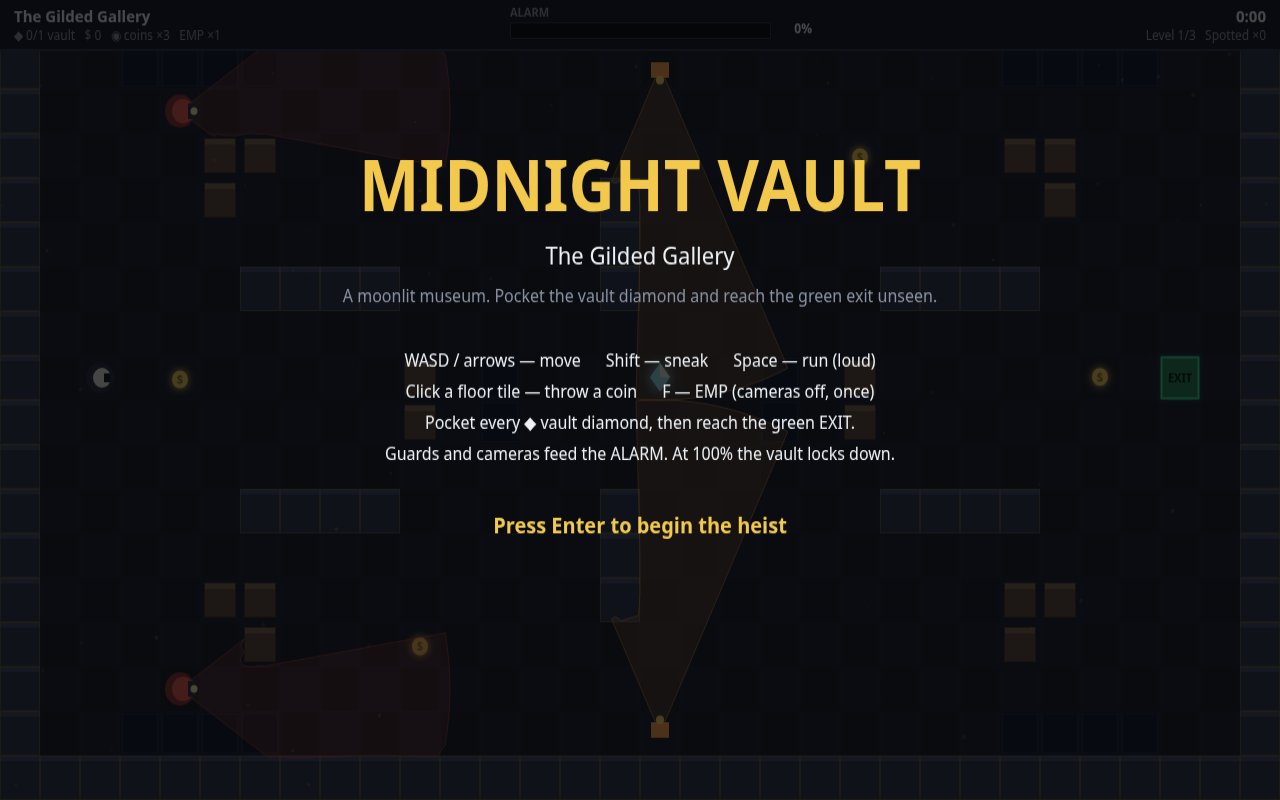 The Gilded Gallery
◆ 0/1 vault $ 0 ◉ coins ×3 EMP ×1
ALARM
0%
0:00
Level 1/3 Spotted ×0
$
MIDNIGHT VAULT
The Gilded Gallery
A moonlit museum. Pocket the vault diamond and reach the green exit unseen.
WASD / arrows — move Shift — sneak Space — run (loud)
$
$
EXIT
Click a floor tile — throw a coin F — EMP (cameras off, once)
Pocket every ◆ vault diamond, then reach the green EXIT.
Guards and cameras feed the ALARM. At 100% the vault locks down.
Press Enter to begin the heist
$